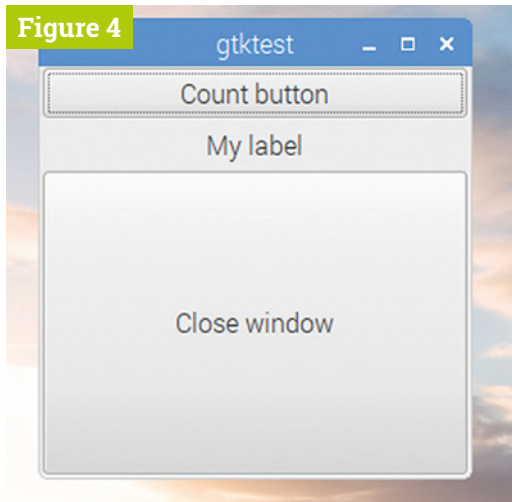 Figure 4
gtktest
Count button
My label
Close window